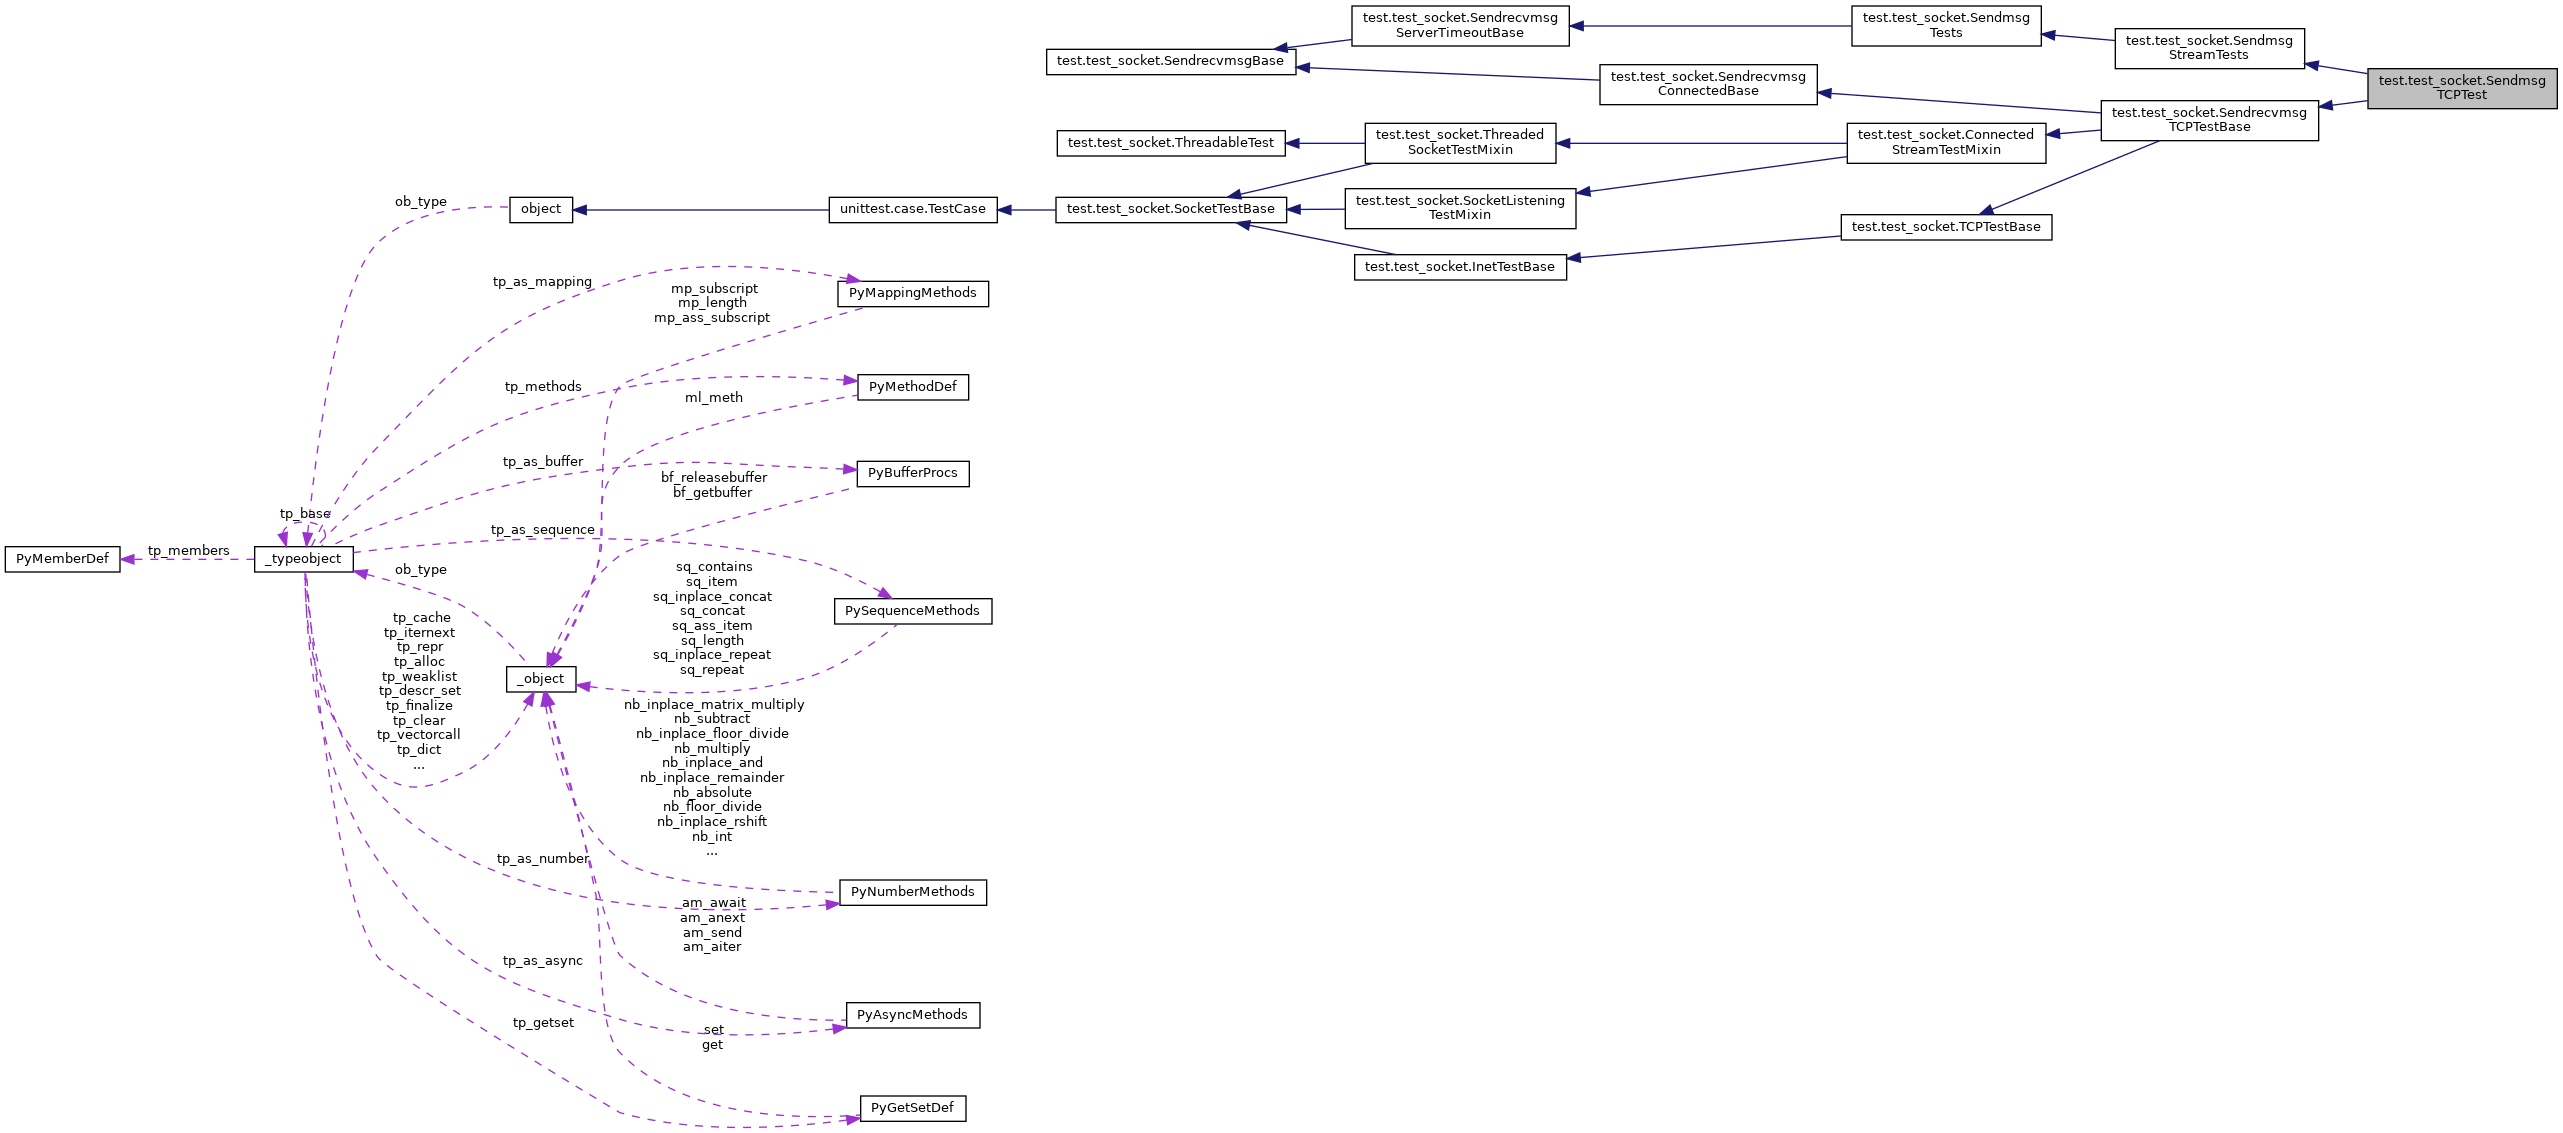 test.test_socket.Sendrecvmsg
ServerTimeoutBase
test.test_socket.Sendmsg
Tests
test.test_socket.Sendmsg
StreamTests
test.test_socket.SendrecvmsgBase
test.test_socket.Sendrecvmsg
ConnectedBase
test.test_socket.Sendmsg
TCPTest
test.test_socket.Sendrecvmsg
TCPTestBase
test.test_socket.ThreadableTest
test.test_socket.Threaded
SocketTestMixin
test.test_socket.Connected
StreamTestMixin
ob_type
object
unittest.case.TestCase
test.test_socket.SocketTestBase
test.test_socket.SocketListening
TestMixin
test.test_socket.TCPTestBase
test.test_socket.InetTestBase
tp_as_mapping
mp_subscript
mp_length
mp_ass_subscript
PyMappingMethods
tp_methods
ml_meth
PyMethodDef
tp_as_buffer
bf_releasebuffer
bf_getbuffer
PyBufferProcs
tp_base
tp_as_sequence
PyMemberDef
tp_members
_typeobject
ob_type
sq_contains
sq_item
sq_inplace_concat
sq_concat
sq_ass_item
sq_length
sq_inplace_repeat
sq_repeat
PySequenceMethods
tp_cache
tp_iternext
tp_repr
tp_alloc
tp_weaklist
tp_descr_set
tp_finalize
tp_clear
tp_vectorcall
tp_dict
...
_object
nb_inplace_matrix_multiply
nb_subtract
nb_inplace_floor_divide
nb_multiply
nb_inplace_and
nb_inplace_remainder
nb_absolute
nb_floor_divide
nb_inplace_rshift
nb_int
...
tp_as_number
PyNumberMethods
am_await
am_anext
am_send
am_aiter
tp_as_async
PyAsyncMethods
tp_getset
set
get
PyGetSetDef